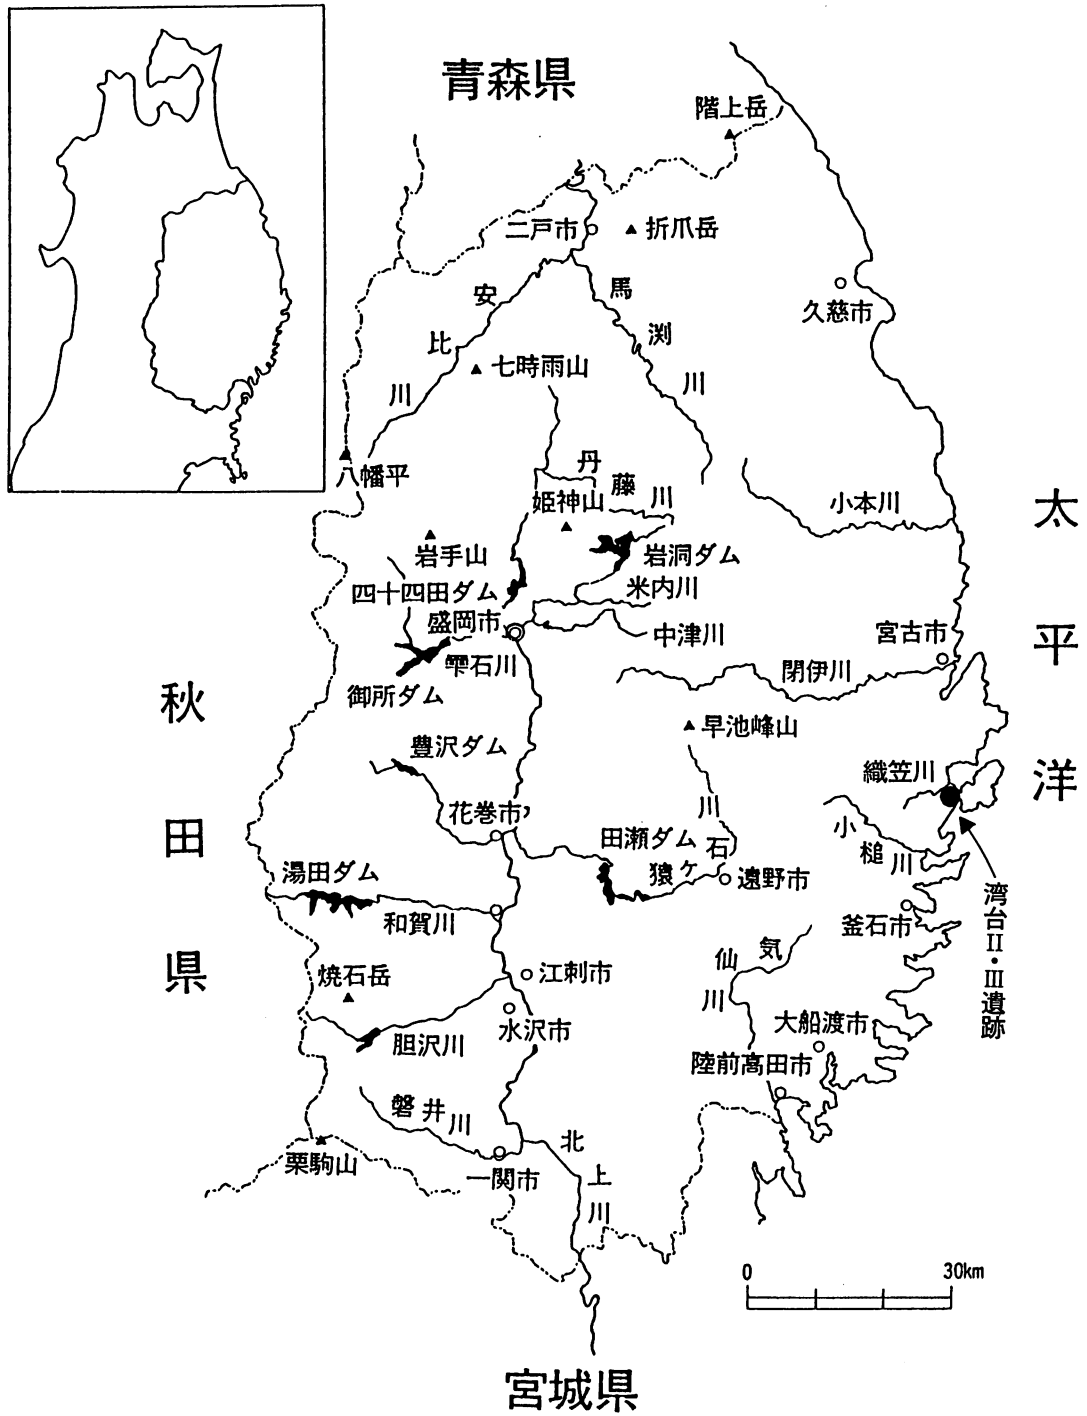 青森県
階上岳
二戸市
折爪岳
久慈市
安比川
馬渕川
七時雨山
八幡平
丹藤川
姫神山
小本川
太平洋
岩手山
岩洞ダム
四十四田ダム
米内川
盛岡市
中津川
宮古市
雫石川
閉伊川
御所ダム
秋田県
早池峰山
豊沢ダム
織笠川
花巻市
田瀬ダム
猿ヶ石川
小槌川
湯田ダム
遠野市
和賀川
釜石市
湾台II・III遺跡
焼石岳
江刺市
気仙川
水沢市
大船渡市
胆沢川
陸前高田市
磐井川
北上川
栗駒山
一関市
0 30km
宮城県